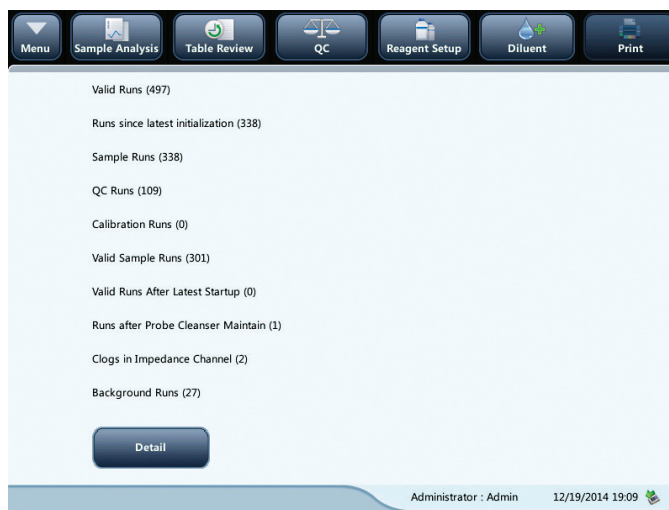 Menu
Sample Analysis
Table Review
QC
Reagent Setup
Diluent
Print
Valid Runs (497)
Runs since latest initialization (338)
Sample Runs (338)
QC Runs (109)
Calibration Runs (0)
Valid Sample Runs (301)
Valid Runs After Latest Startup (0)
Runs after Probe Cleanser Maintain (1)
Clogs in Impedance Channel (2)
Background Runs (27)
Detail
Administrator : Admin 12/19/2014 19:09